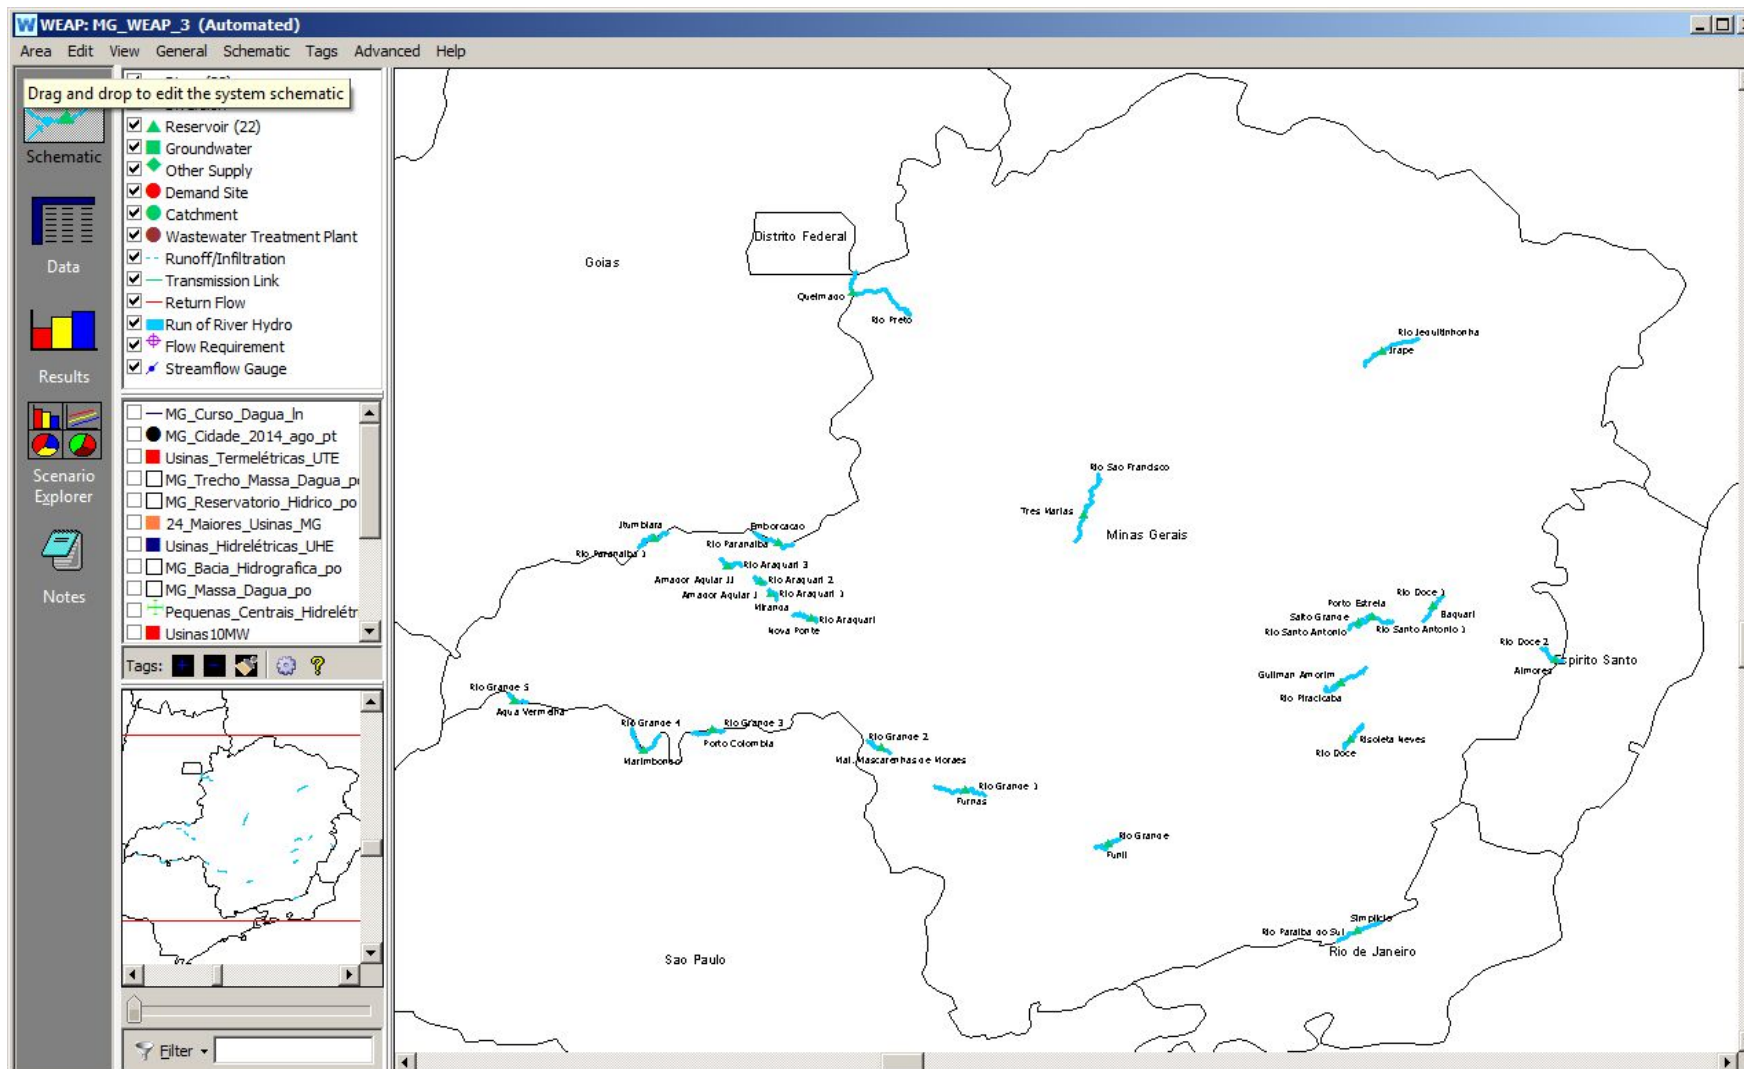 WEAP: MG_WEAP_3 (Automated)
Area Edit View General Schematic Tags Advanced Help
Drag and drop to edit the system schematic
Schematic
Data
Results
Scenario
Explorer
Notes
Reservoir (22)
Groundwater
Other Supply
Demand Site
Catchment
Wastewater Treatment Plant
Runoff/Infiltration
Transmission Link
Return Flow
Run of River Hydro
Flow Requirement
Streamflow Gauge
MG_Curso_Dagua_ln
MG_Cidade_2014_ago_pt
Usinas_Termelétricas_UTE
MG_Trecho_Massa_Dagua_po
MG_Reservatorio_Hidrico_po
24_Maiores_Usinas_MG
Usinas_Hidrelétricas_UHE
MG_Bacia_Hidrografica_po
MG_Massa_Dagua_po
Pequenas_Centrais_Hidrelétr
Usinas10MW
Tags:
Filter
Distrito Federal
Goias
Queimado
Rio Preto
Rio Jequitinhonha
Irape
Rio Sao Francisco
Tres Marias
Minas Gerais
Itumbiara
Rio Paranaiba 1
Emborcacao
Rio Paranaiba
Rio Araguari 3
Amador Aguiar II
Rio Araguari 2
Amador Aguiar I
Rio Araguari 1
Miranda
Rio Araguari
Nova Ponte
Rio Doce 1
Porto Estrela
Baguari
Salto Grande
Rio Santo Antonio
Rio Santo Antonio 1
Rio Doce 2
Espirito Santo
Aimores
Guilman Amorim
Rio Piracicaba
Risoleta Neves
Rio Doce
Rio Grande 5
Agua Vermelha
Rio Grande 4
Marimbondo
Rio Grande 3
Porto Colombia
Rio Grande 2
Mal. Mascarenhas de Moraes
Rio Grande 1
Furnas
Rio Grande
Funil
Simplicio
Rio Paraiba do Sul
Rio de Janeiro
Sao Paulo